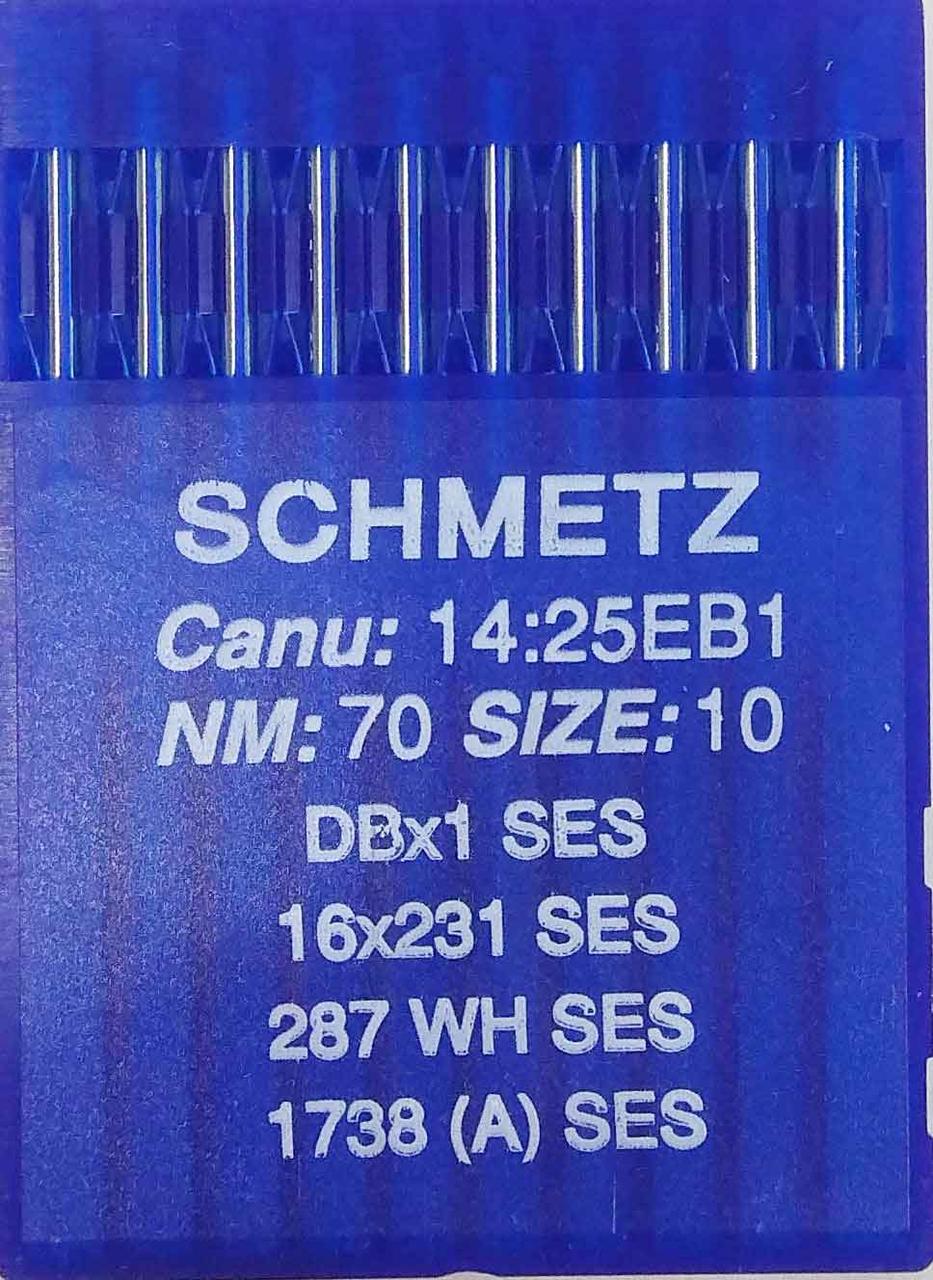 SCHMETZ
Canu: 14:25EB1
NM: 70 SIZE: 10
DBx1 SES
16x231 SES
287 WH SES
1738 (A) SES